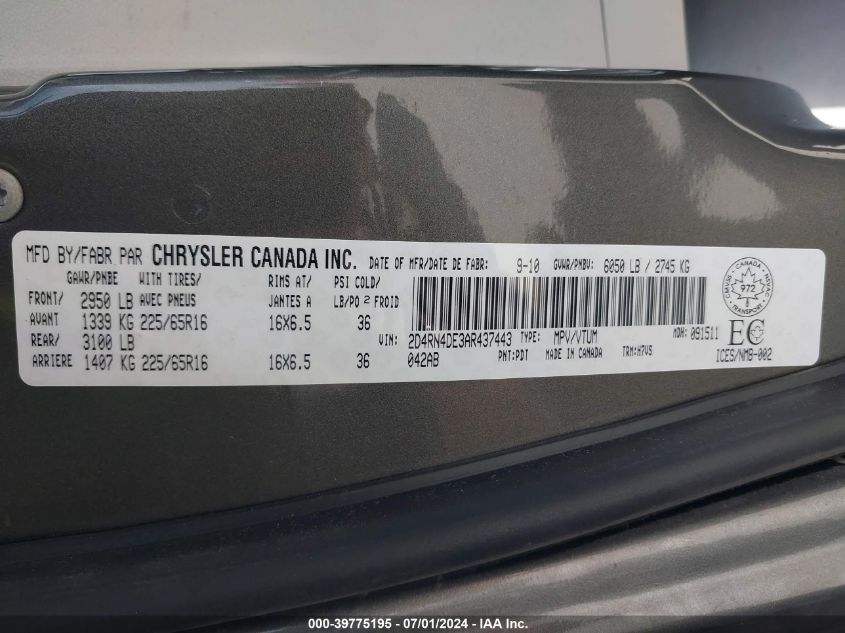 MFD BY/FABR PAR CHRYSLER CANADA INC. DATE OF MFR/DATE DE FABR: 9-10 GVWR/PNBV: 6050 LB / 2745 KG
GAWR/PNBE WITH TIRES/ RIMS AT/ PSI COLD/
FRONT/ 2950 LB AVEC PNEUS JANTES A LB/PO 2 FROID
AVANT 1339 KG 225/65R16 16X6.5 36
REAR/ 3100 LB
ARRIERE 1407 KG 225/65R16 16X6.5 36
VIN: 2D4RN4DE3AR437443 TYPE: MPV/VTUM MDH: 091511
042AB PNT: PDT MADE IN CANADA TRM: H7V5
CANADA
972
EC
ICES/NMB-002
000-39775195 - 07/01/2024 - IAAI.com.